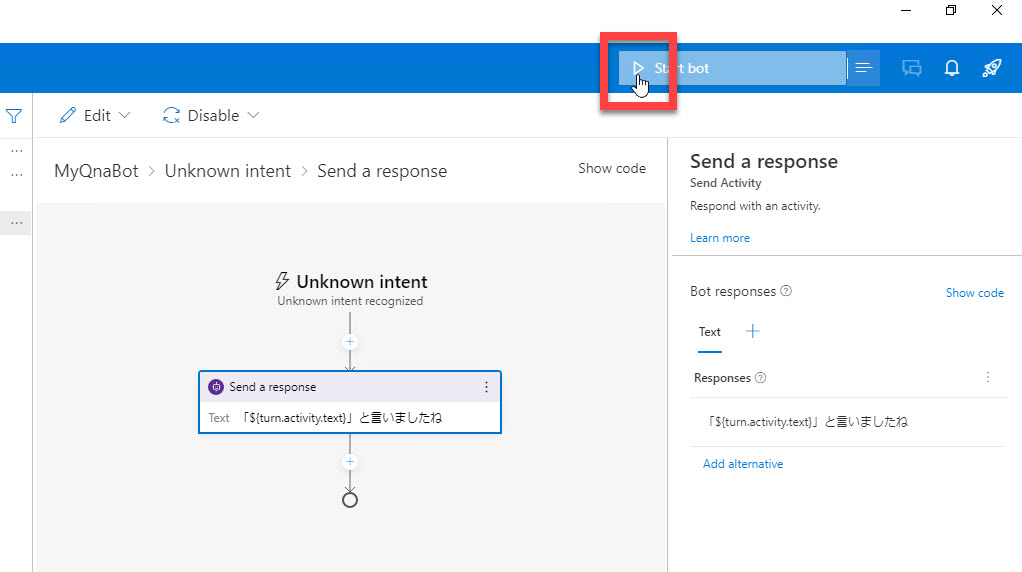 Start bot
Edit
Disable
MyQnaBot > Unknown intent > Send a response
Show code
Unknown intent
Unknown intent recognized
Send a response
Text 「${turn.activity.text}」と言いましたね
Send a response
Send Activity
Respond with an activity.
Learn more
Bot responses
Show code
Text
Responses
「${turn.activity.text}」と言いましたね
Add alternative